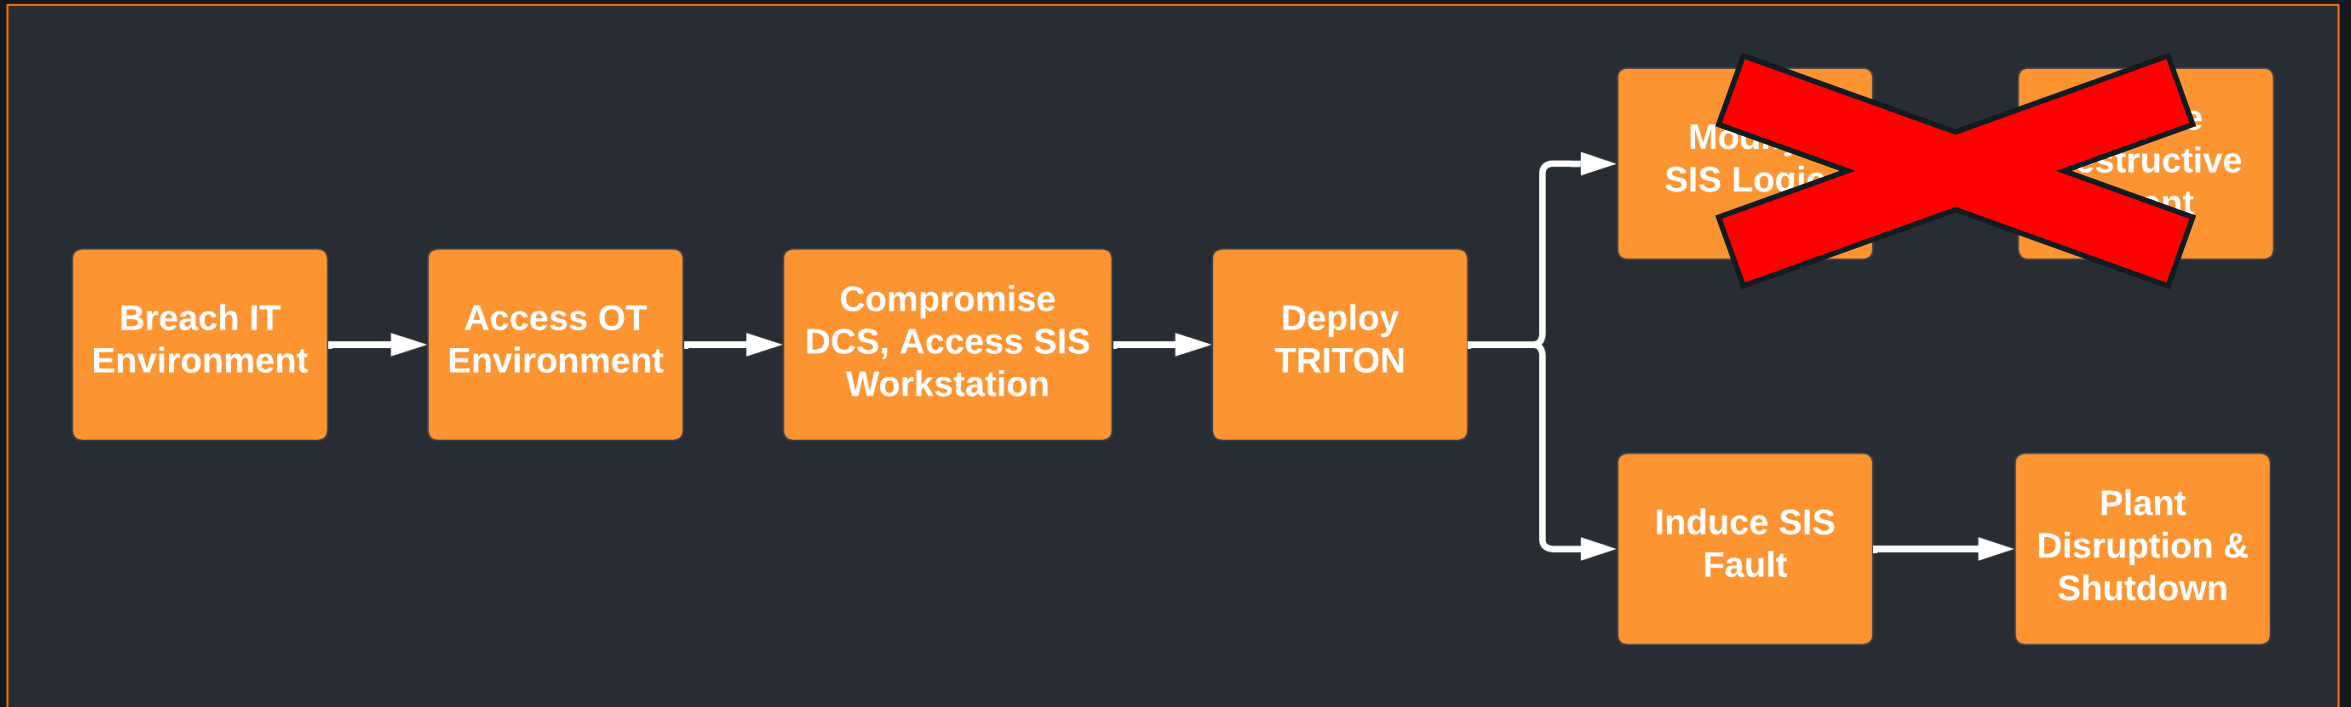 Breach IT
Environment
Access OT
Environment
Compromise
DCS, Access SIS
Workstation
Deploy
TRITON
SIS Logic
Induce SIS
Fault
Plant
Disruption &
Shutdown